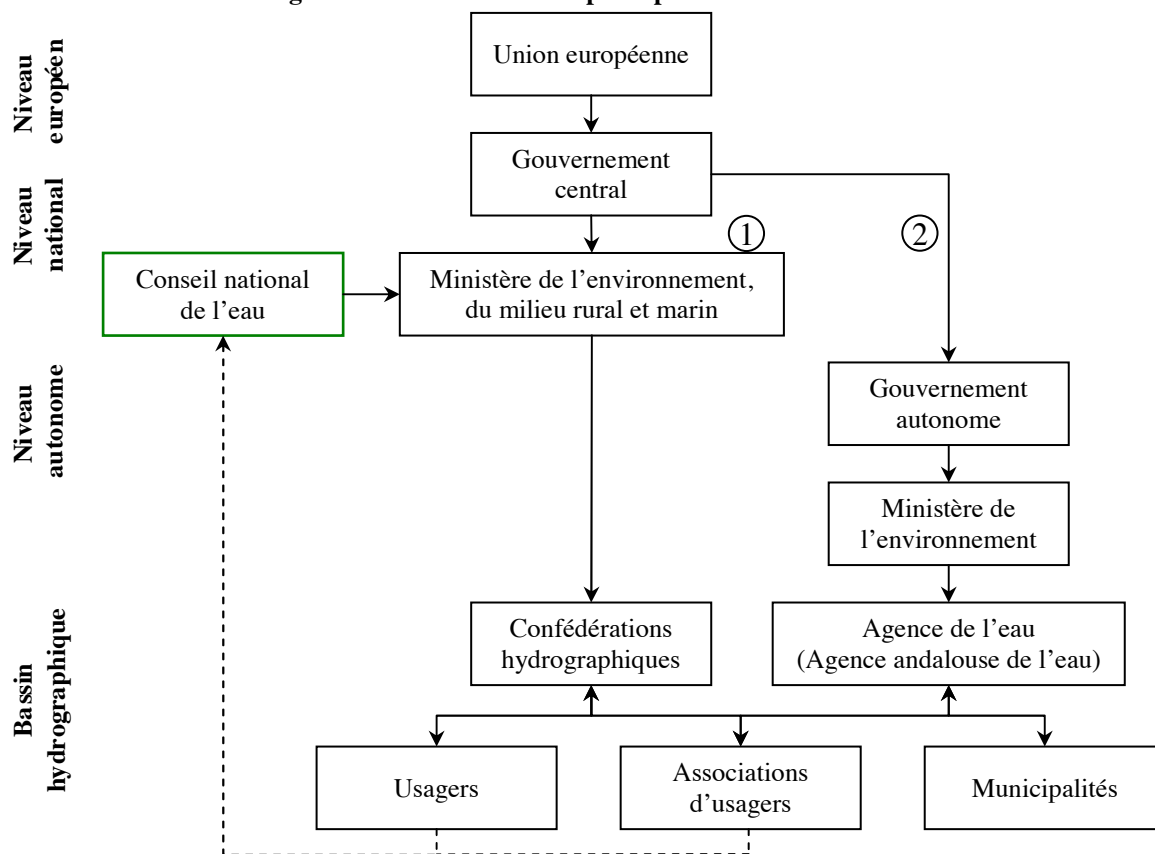 Niveau
européen
Union européenne
Niveau
national
Gouvernement
central
1
2
Conseil national
de l'eau
Ministère de l'environnement,
du milieu rural et marin
Niveau
autonome
Gouvernement
autonome
Ministère de
l'environnement
Bassin
hydrographique
Confédérations
hydrographiques
Agence de l'eau
(Agence andalouse de l'eau)
Usagers
Associations
d'usagers
Municipalités